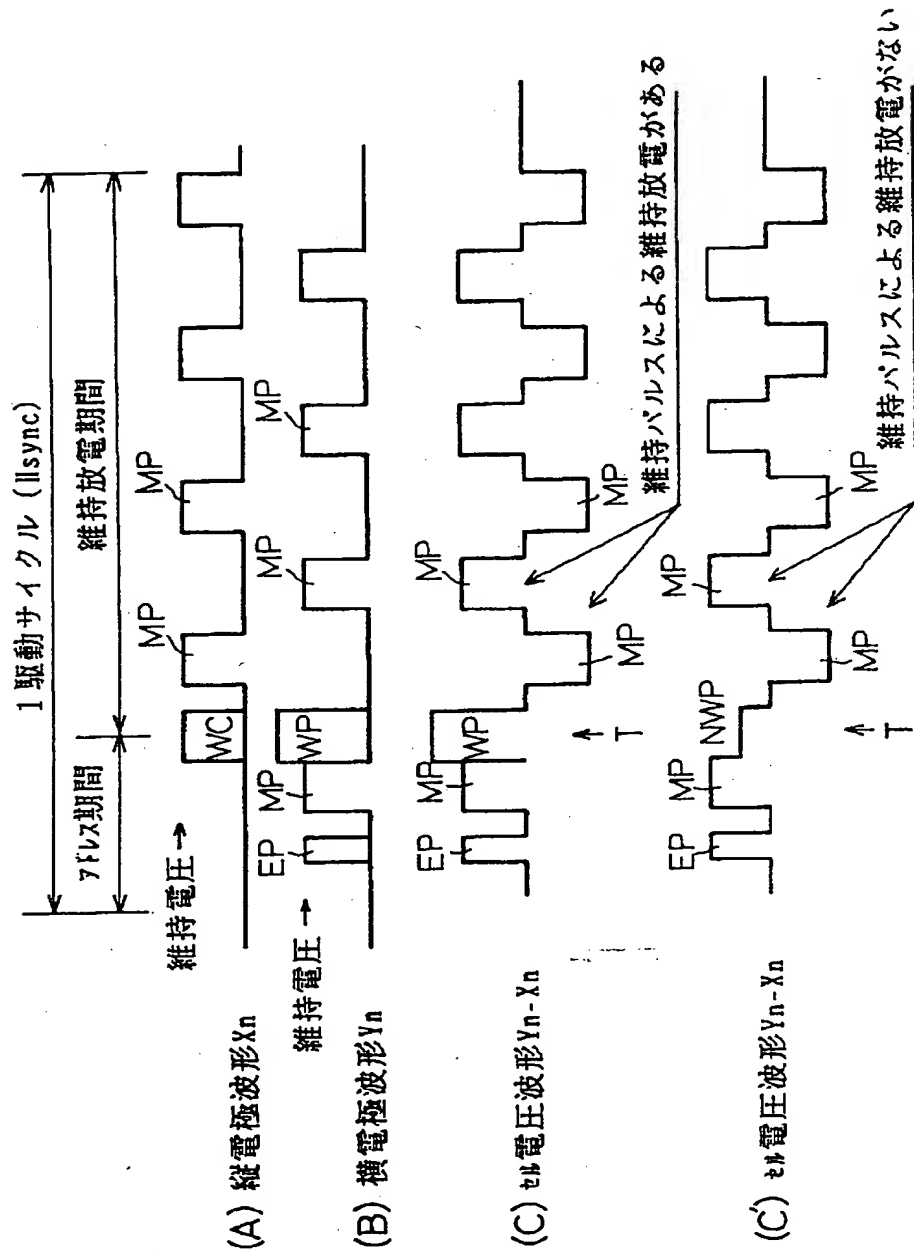 1駆動サイクル(Hsync)
アドレス期間
維持放電期間
維持電圧→
WC
MP
MP
(A) 縦電極波形Xn
維持電圧→
EP
MP
WP
MP
MP
(B) 横電極波形Yn
EP
MP
WP
MP
MP
MP
(C) セル電圧波形Yn-Xn
T
維持パルスによる維持放電がある
EP
MP
NWP
MP
MP
MP
(C') セル電圧波形Yn-Xn
T
維持パルスによる維持放電がない